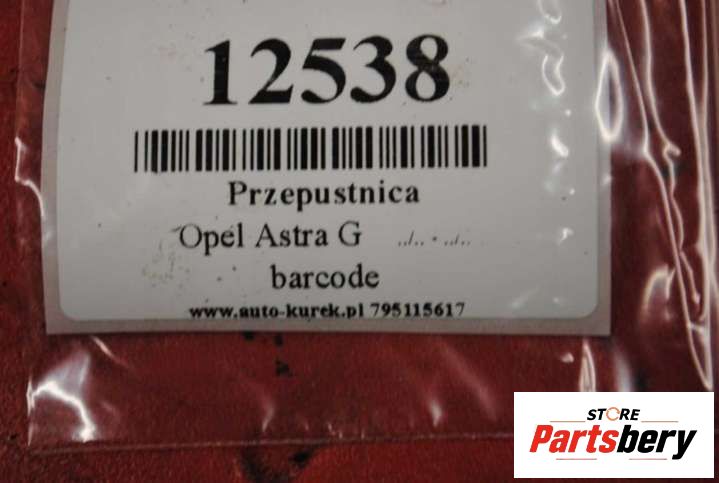 12538
Przepustnica
Opel Astra G ../.. - ../..
barcode
www.auto-kurek.pl 795115617
STORE
Partsbery